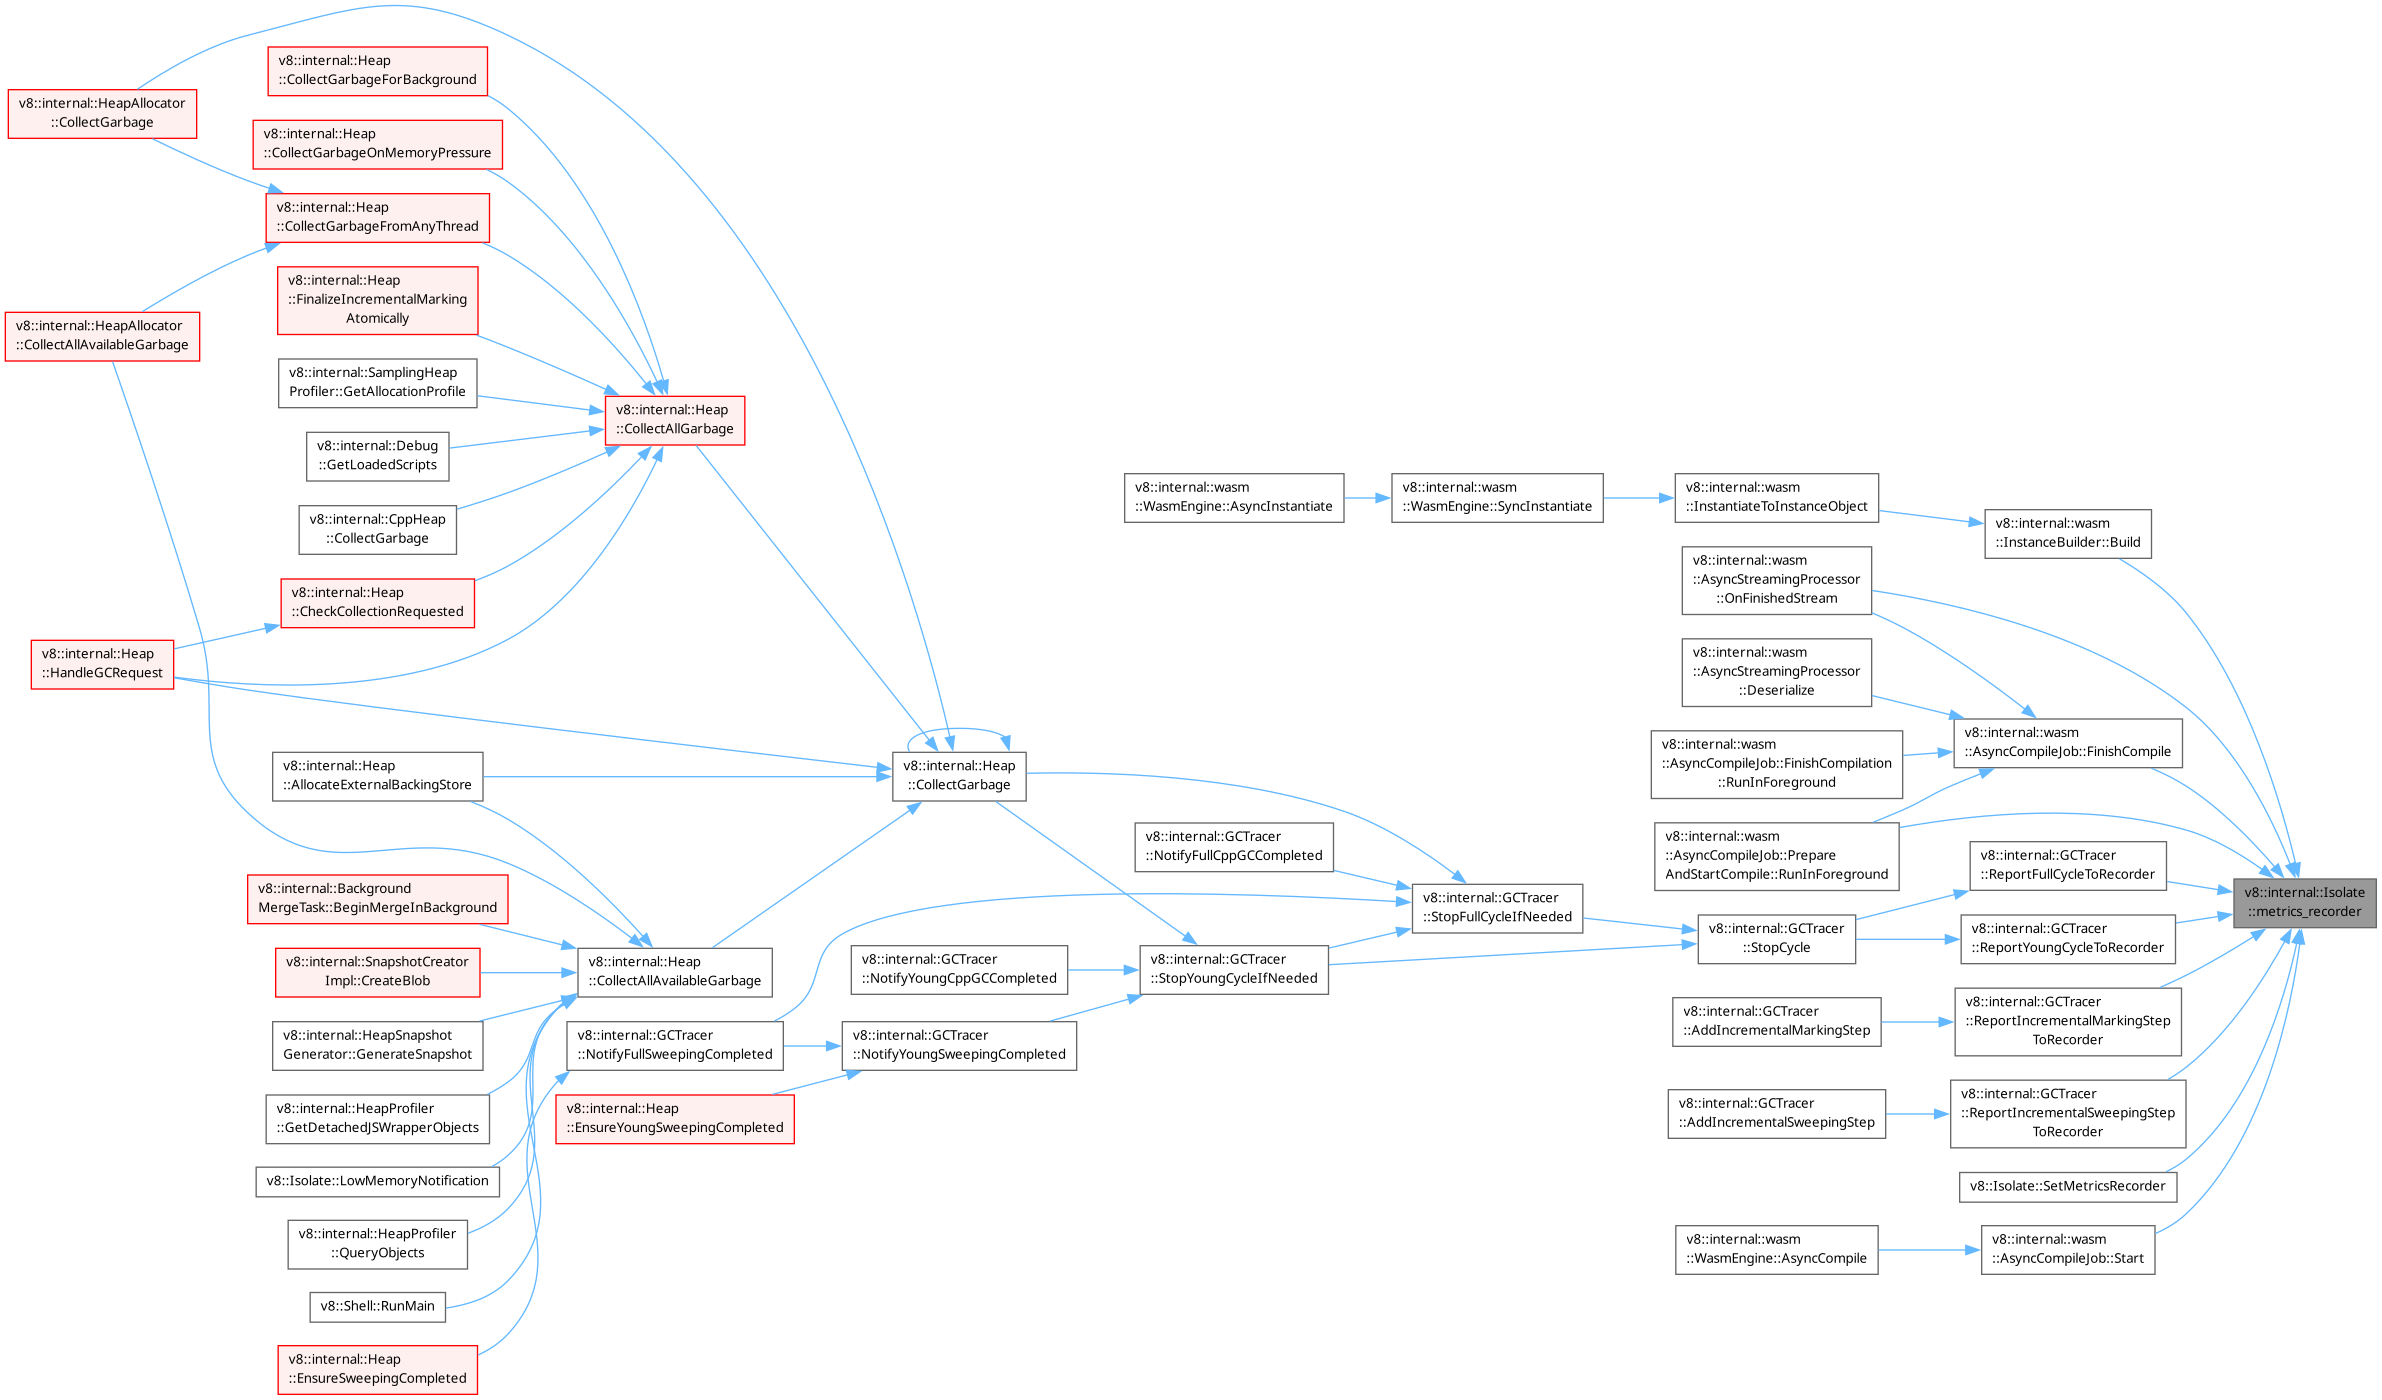 v8::internal::HeapAllocator
::CollectGarbage
v8::internal::HeapAllocator
::CollectAllAvailableGarbage
v8::internal::Heap
::HandleGCRequest
v8::internal::Heap
::CollectGarbageForBackground
v8::internal::Heap
::CollectGarbageOnMemoryPressure
v8::internal::Heap
::CollectGarbageFromAnyThread
v8::internal::Heap
::FinalizeIncrementalMarking
Atomically
v8::internal::SamplingHeap
Profiler::GetAllocationProfile
v8::internal::Debug
::GetLoadedScripts
v8::internal::CppHeap
::CollectGarbage
v8::internal::Heap
::CheckCollectionRequested
v8::internal::Heap
::AllocateExternalBackingStore
v8::internal::Background
MergeTask::BeginMergeInBackground
v8::internal::SnapshotCreator
Impl::CreateBlob
v8::internal::HeapSnapshot
Generator::GenerateSnapshot
v8::internal::HeapProfiler
::GetDetachedJSWrapperObjects
v8::Isolate::LowMemoryNotification
v8::internal::HeapProfiler
::QueryObjects
v8::Shell::RunMain
v8::internal::Heap
::EnsureSweepingCompleted
v8::internal::Heap
::CollectAllGarbage
v8::internal::Heap
::CollectAllAvailableGarbage
v8::internal::GCTracer
::NotifyFullSweepingCompleted
v8::internal::Heap
::EnsureYoungSweepingCompleted
v8::internal::Heap
::CollectGarbage
v8::internal::GCTracer
::NotifyYoungCppGCCompleted
v8::internal::GCTracer
::NotifyYoungSweepingCompleted
v8::internal::wasm
::WasmEngine::AsyncInstantiate
v8::internal::GCTracer
::NotifyFullCppGCCompleted
v8::internal::GCTracer
::StopYoungCycleIfNeeded
v8::internal::wasm
::WasmEngine::SyncInstantiate
v8::internal::GCTracer
::StopFullCycleIfNeeded
v8::internal::wasm
::InstantiateToInstanceObject
v8::internal::wasm
::AsyncStreamingProcessor
::OnFinishedStream
v8::internal::wasm
::AsyncStreamingProcessor
::Deserialize
v8::internal::wasm
::AsyncCompileJob::FinishCompilation
::RunInForeground
v8::internal::wasm
::AsyncCompileJob::Prepare
AndStartCompile::RunInForeground
v8::internal::GCTracer
::StopCycle
v8::internal::GCTracer
::AddIncrementalMarkingStep
v8::internal::GCTracer
::AddIncrementalSweepingStep
v8::internal::wasm
::WasmEngine::AsyncCompile
v8::internal::wasm
::InstanceBuilder::Build
v8::internal::wasm
::AsyncCompileJob::FinishCompile
v8::internal::GCTracer
::ReportFullCycleToRecorder
v8::internal::GCTracer
::ReportYoungCycleToRecorder
v8::internal::GCTracer
::ReportIncrementalMarkingStep
ToRecorder
v8::internal::GCTracer
::ReportIncrementalSweepingStep
ToRecorder
v8::Isolate::SetMetricsRecorder
v8::internal::wasm
::AsyncCompileJob::Start
v8::internal::Isolate
::metrics_recorder